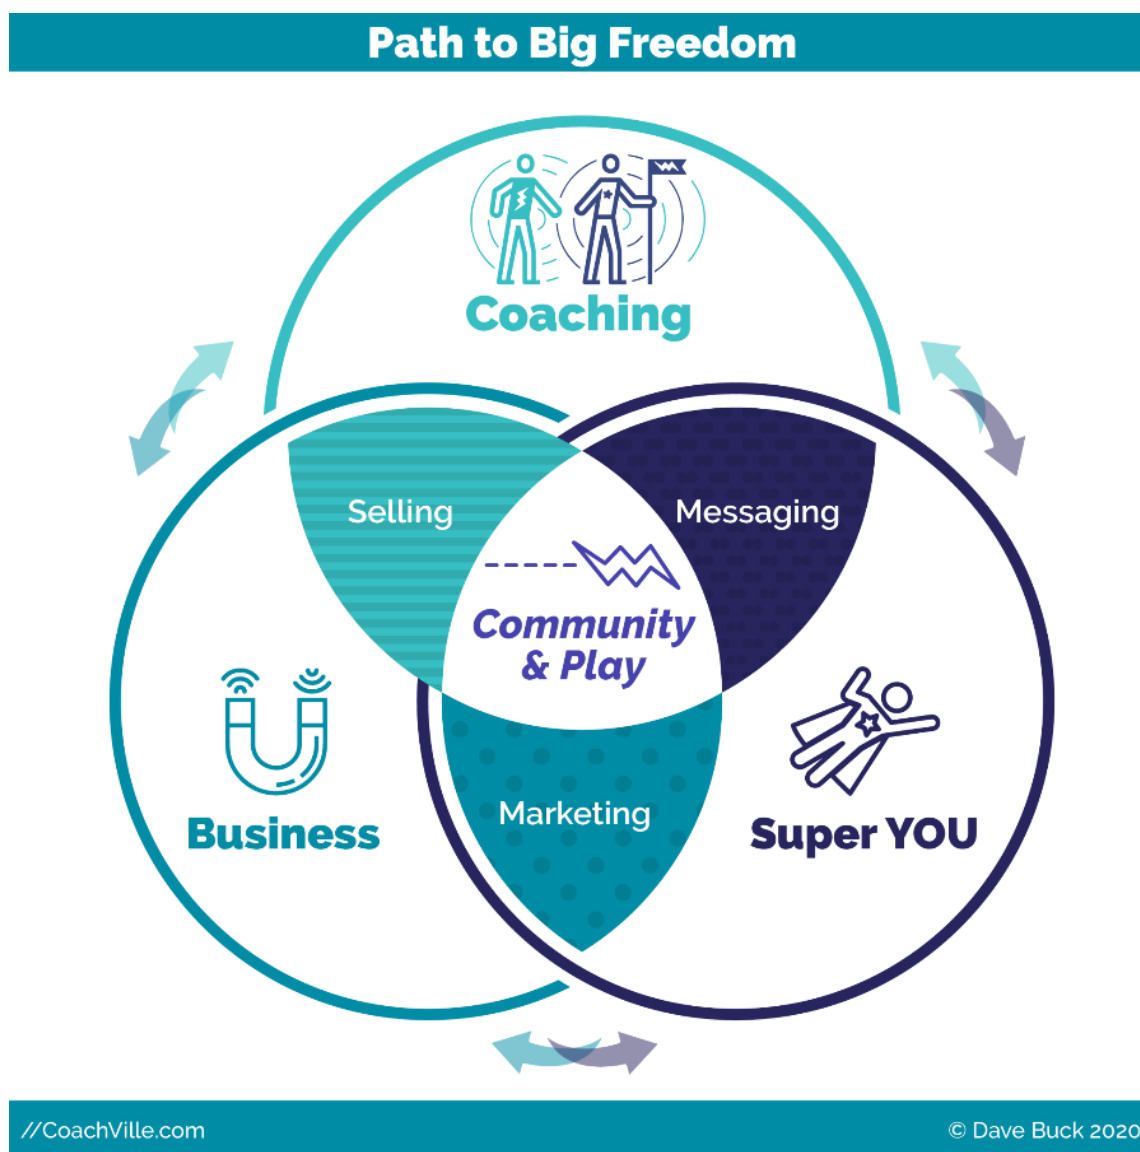 Path to Big Freedom
Coaching
Selling
Messaging
Community
& Play
Marketing
Business
Super YOU
//CoachVille.com
© Dave Buck 2020